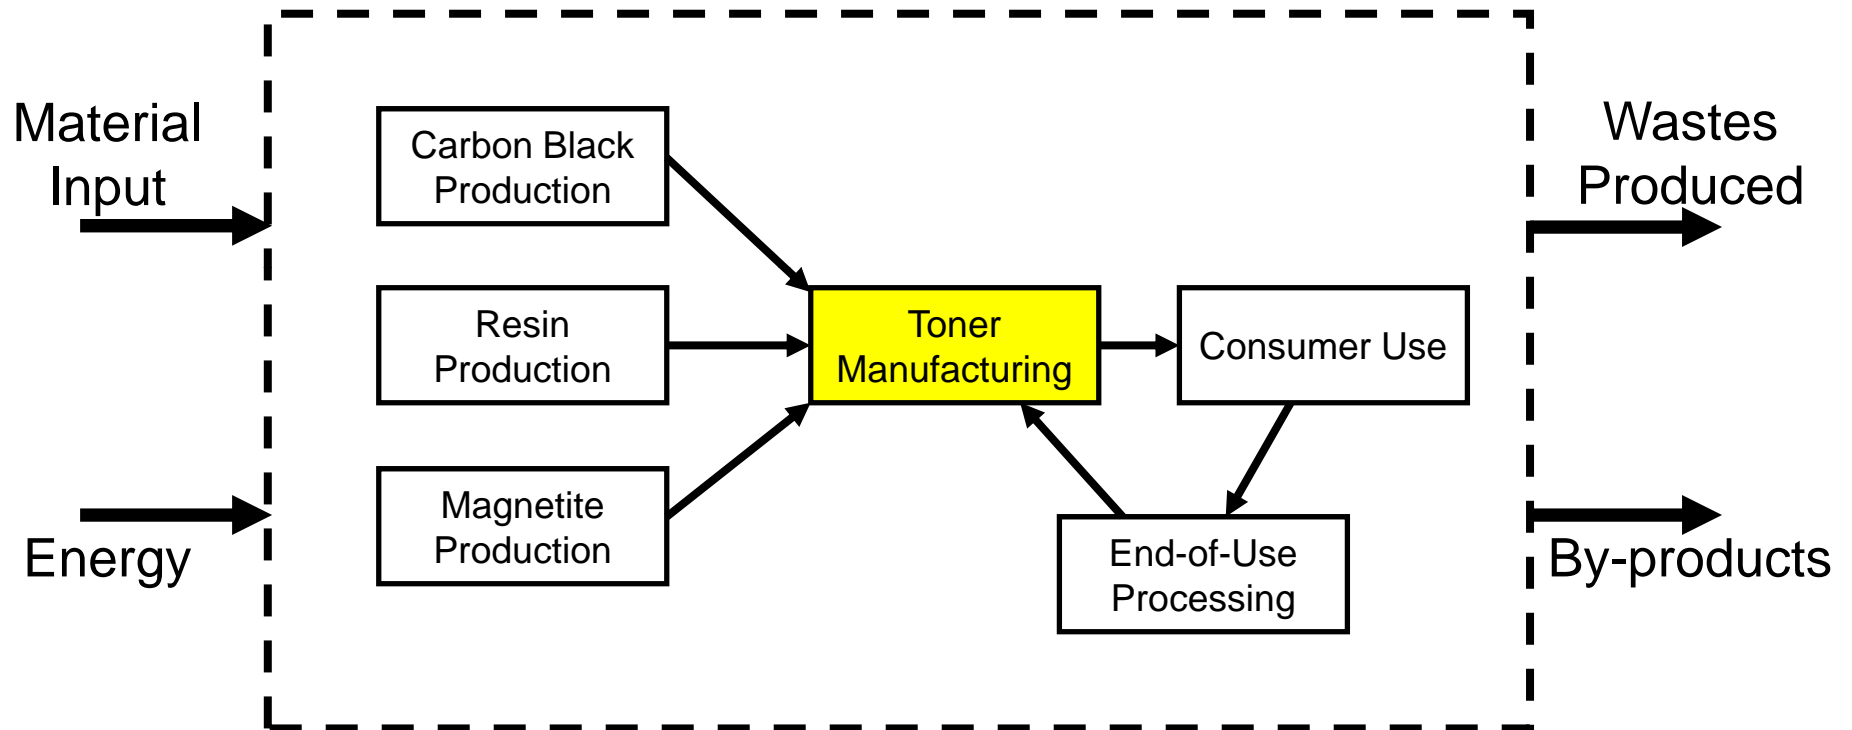 Material
Input
Energy
Carbon Black
Production
Resin
Production
Magnetite
Production
Toner
Manufacturing
Consumer Use
End-of-Use
Processing
Wastes
Produced
By-products